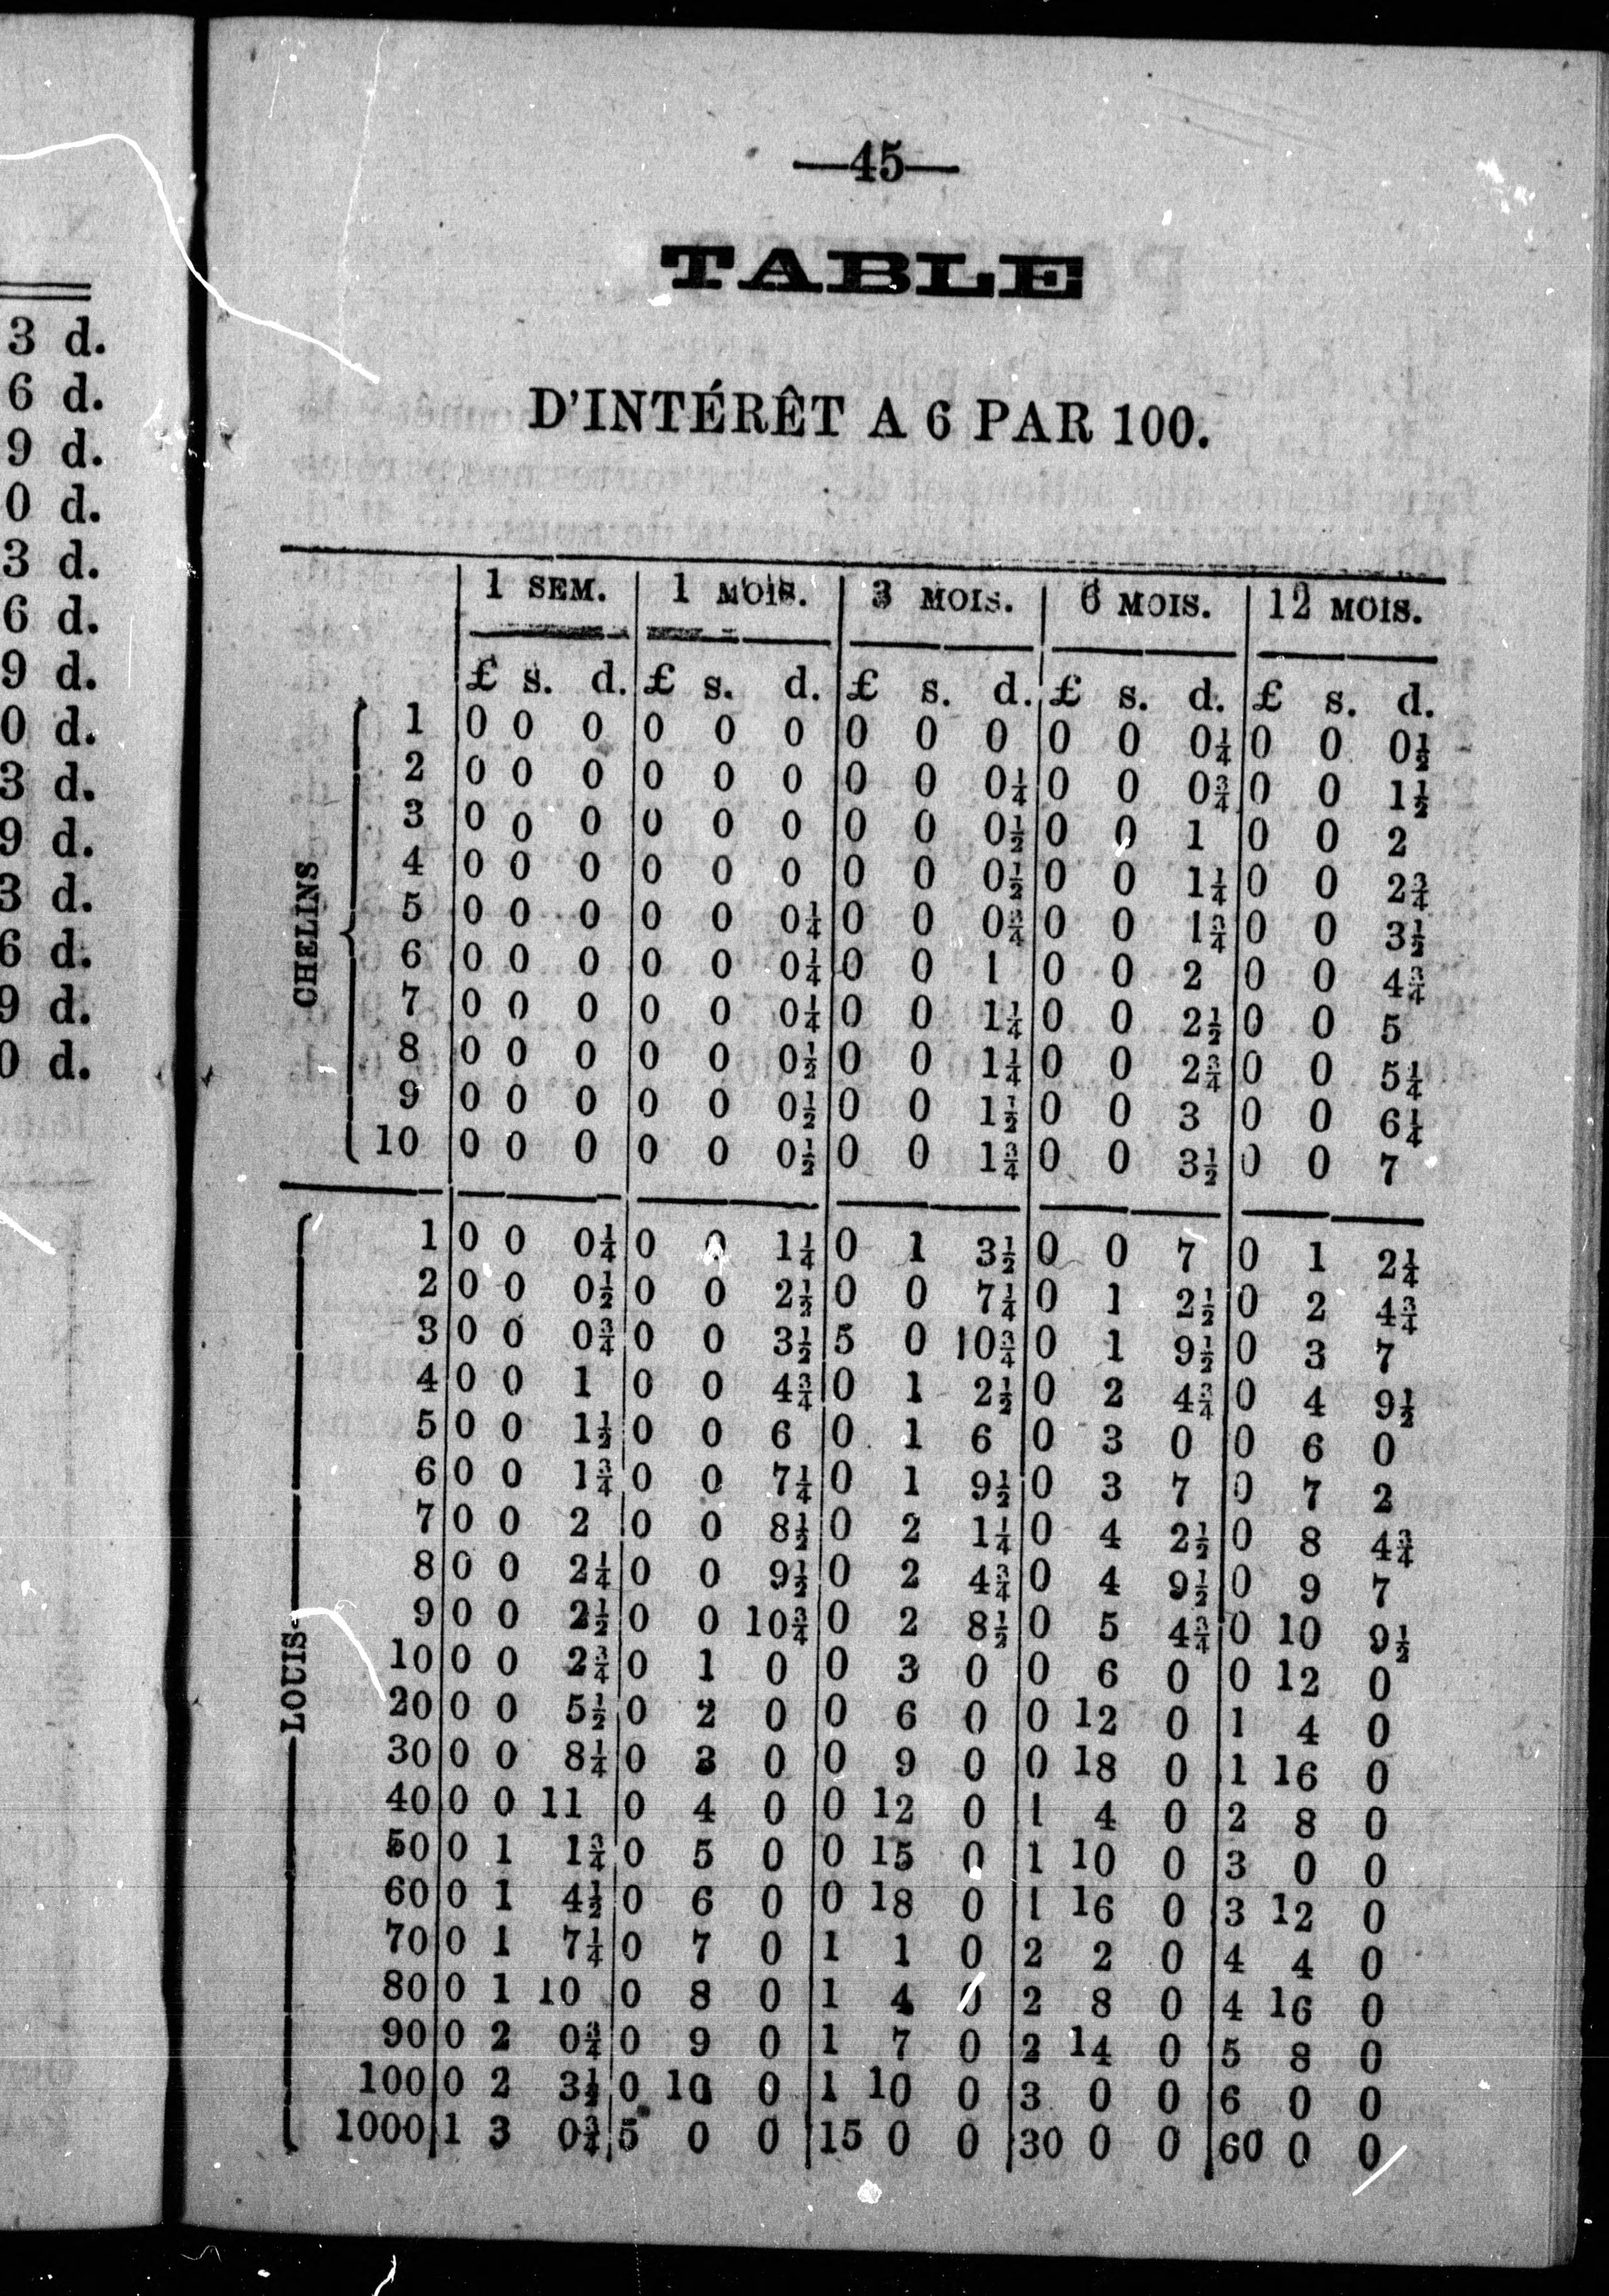 3 d.
6 d.
9 d.
0 d.
3 d.
6 d.
9 d.
0 d.
3 d.
9 d.
3 d.
6 d.
9 d.
0 d.
—45—
TABLE
D'INTÉRÊT A 6 PAR 100.
1 SEM. 1 MOIS. 3 MOIS. 6 MOIS. 12 MOIS.
£ s. d. £ s. d. £ s. d. £ s. d. £ s. d.
CHELINS
1 0 0 0 0 0 0 0 0 0 0 0 0¼ 0 0 0½
2 0 0 0 0 0 0 0 0 0¼ 0 0 0¾ 0 0 1½
3 0 0 0 0 0 0 0 0 0½ 0 0 1 0 0 2
4 0 0 0 0 0 0 0 0 0½ 0 0 1¼ 0 0 2¾
5 0 0 0 0 0 0¼ 0 0 0¾ 0 0 1¾ 0 0 3½
6 0 0 0 0 0 0¼ 0 0 1 0 0 2 0 0 4¾
7 0 0 0 0 0 0¼ 0 0 1¼ 0 0 2½ 0 0 5
8 0 0 0 0 0 0½ 0 0 1¼ 0 0 2¾ 0 0 5¼
9 0 0 0 0 0 0½ 0 0 1½ 0 0 3 0 0 6¼
10 0 0 0 0 0 0½ 0 0 1¾ 0 0 3½ 0 0 7
LOUIS
1 0 0 0¼ 0 0 1¼ 0 1 3½ 0 0 7 0 1 2¼
2 0 0 0½ 0 0 2½ 0 0 7¼ 0 1 2½ 0 2 4¾
3 0 0 0¾ 0 0 3½ 5 0 10¾ 0 1 9½ 0 3 7
4 0 0 1 0 0 4¾ 0 1 2½ 0 2 4¾ 0 4 9½
5 0 0 1½ 0 0 6 0 1 6 0 3 0 0 6 0
6 0 0 1¾ 0 0 7¼ 0 1 9½ 0 3 7 0 7 2
7 0 0 2 0 0 8½ 0 2 1¼ 0 4 2½ 0 8 4¾
8 0 0 2¼ 0 0 9½ 0 2 4¾ 0 4 9½ 0 9 7
9 0 0 2½ 0 0 10¾ 0 2 8½ 0 5 4¾ 0 10 9½
10 0 0 2¾ 0 1 0 0 3 0 0 6 0 0 12 0
20 0 0 5½ 0 2 0 0 6 0 0 12 0 1 4 0
30 0 0 8¼ 0 3 0 0 9 0 0 18 0 1 16 0
40 0 0 11 0 4 0 0 12 0 1 4 0 2 8 0
50 0 1 1¾ 0 5 0 0 15 0 1 10 0 3 0 0
60 0 1 4½ 0 6 0 0 18 0 1 16 0 3 12 0
70 0 1 7¼ 0 7 0 1 1 0 2 2 0 4 4 0
80 0 1 10 0 8 0 1 4 0 2 8 0 4 16 0
90 0 2 0¾ 0 9 0 1 7 0 2 14 0 5 8 0
100 0 2 3½ 0 10 0 1 10 0 3 0 0 6 0 0
1000 1 3 0¾ 5 0 0 15 0 0 30 0 0 60 0 0